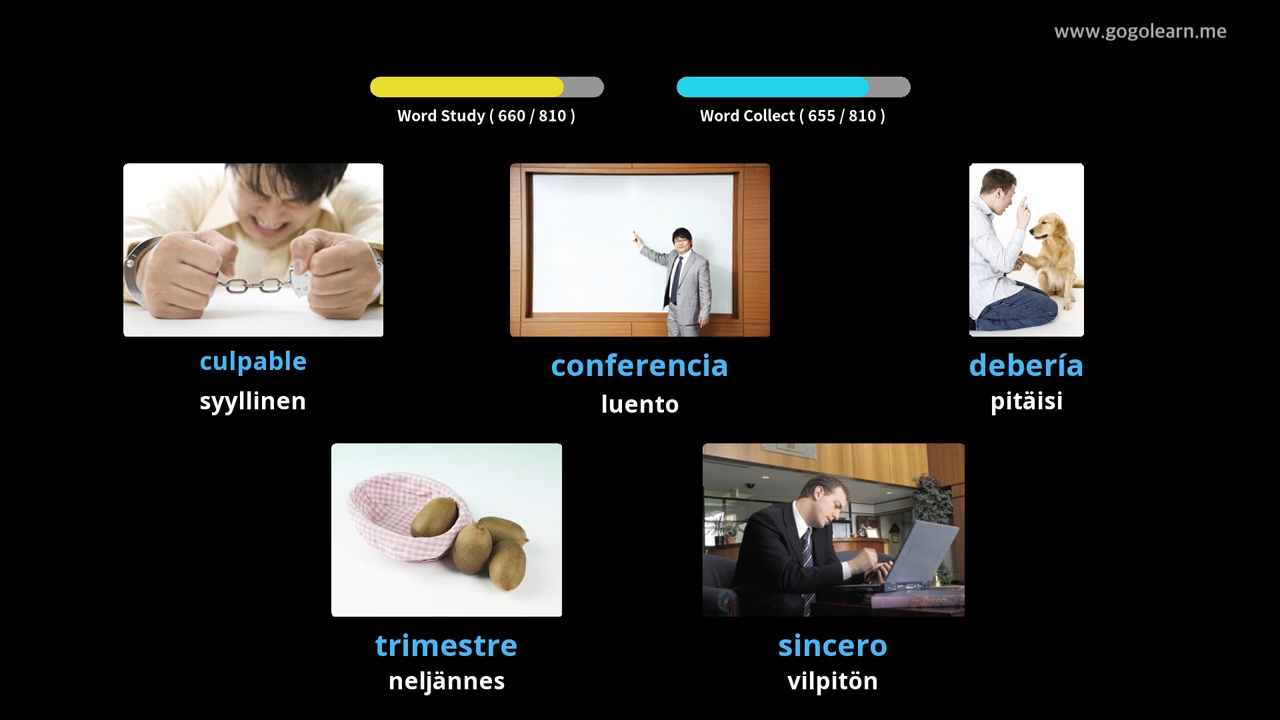 www.gogolearn.me
Word Study ( 660 / 810 )
Word Collect ( 655 / 810 )
culpable
syyllinen
conferencia
luento
debería
pitäisi
trimestre
neljännes
sincero
vilpitön